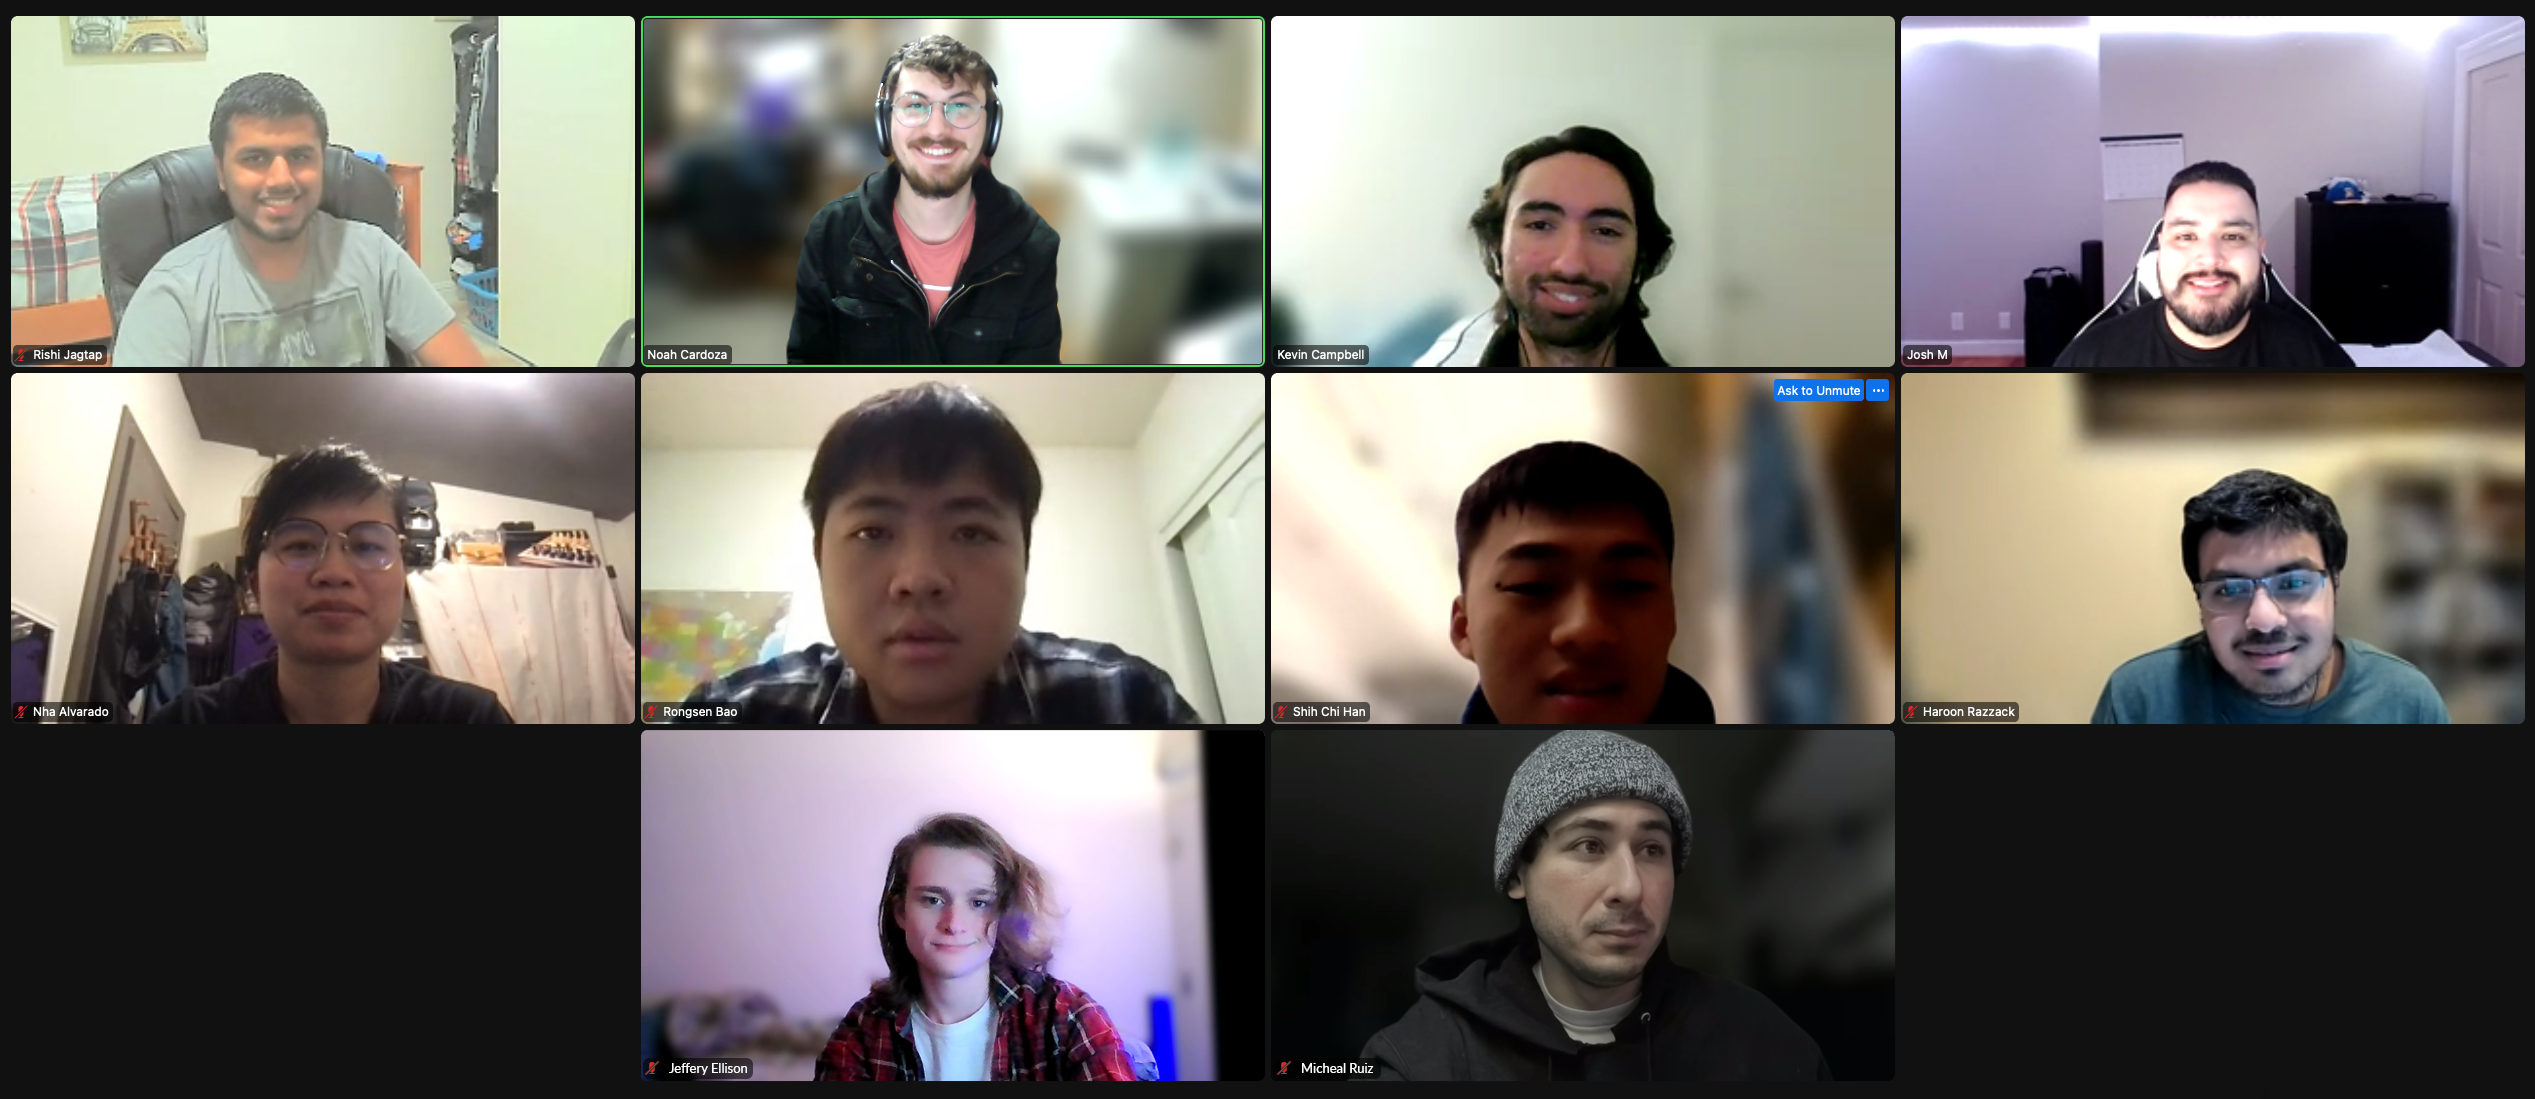 Rishi Jagtap
Noah Cardoza
Kevin Campbell
Josh M
Ask to Unmute
Nha Alvarado
Rongsen Bao
Shih Chi Han
Haroon Razzack
Jeffery Ellison
Micheal Ruiz